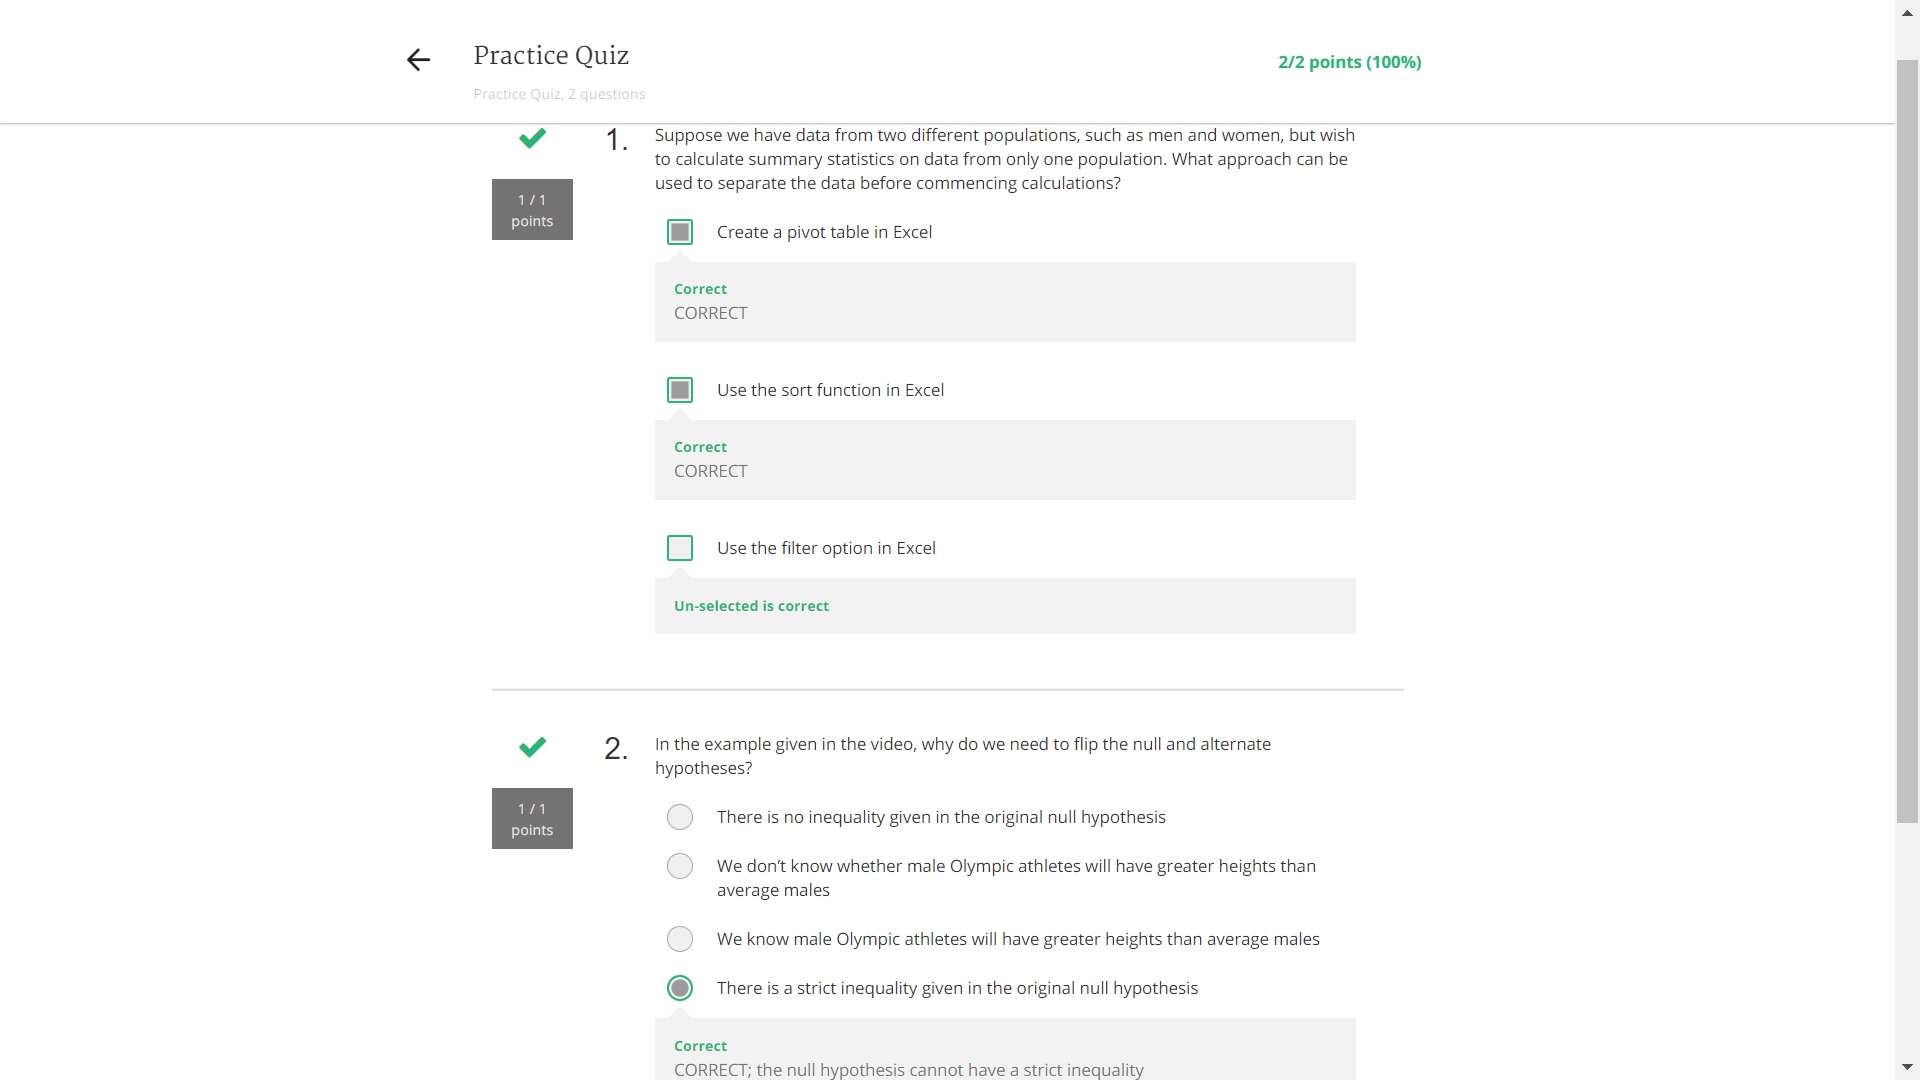 Practice Quiz
2/2 points (100%)
Practice Quiz, 2 questions
1 / 1
points
1.
Suppose we have data from two different populations, such as men and women, but wish
to calculate summary statistics on data from only one population. What approach can be
used to separate the data before commencing calculations?
Create a pivot table in Excel
Correct
CORRECT
Use the sort function in Excel
Correct
CORRECT
Use the filter option in Excel
Un-selected is correct
1 / 1
points
2.
In the example given in the video, why do we need to flip the null and alternate
hypotheses?
There is no inequality given in the original null hypothesis
We don’t know whether male Olympic athletes will have greater heights than
average males
We know male Olympic athletes will have greater heights than average males
There is a strict inequality given in the original null hypothesis
Correct
CORRECT; the null hypothesis cannot have a strict inequality